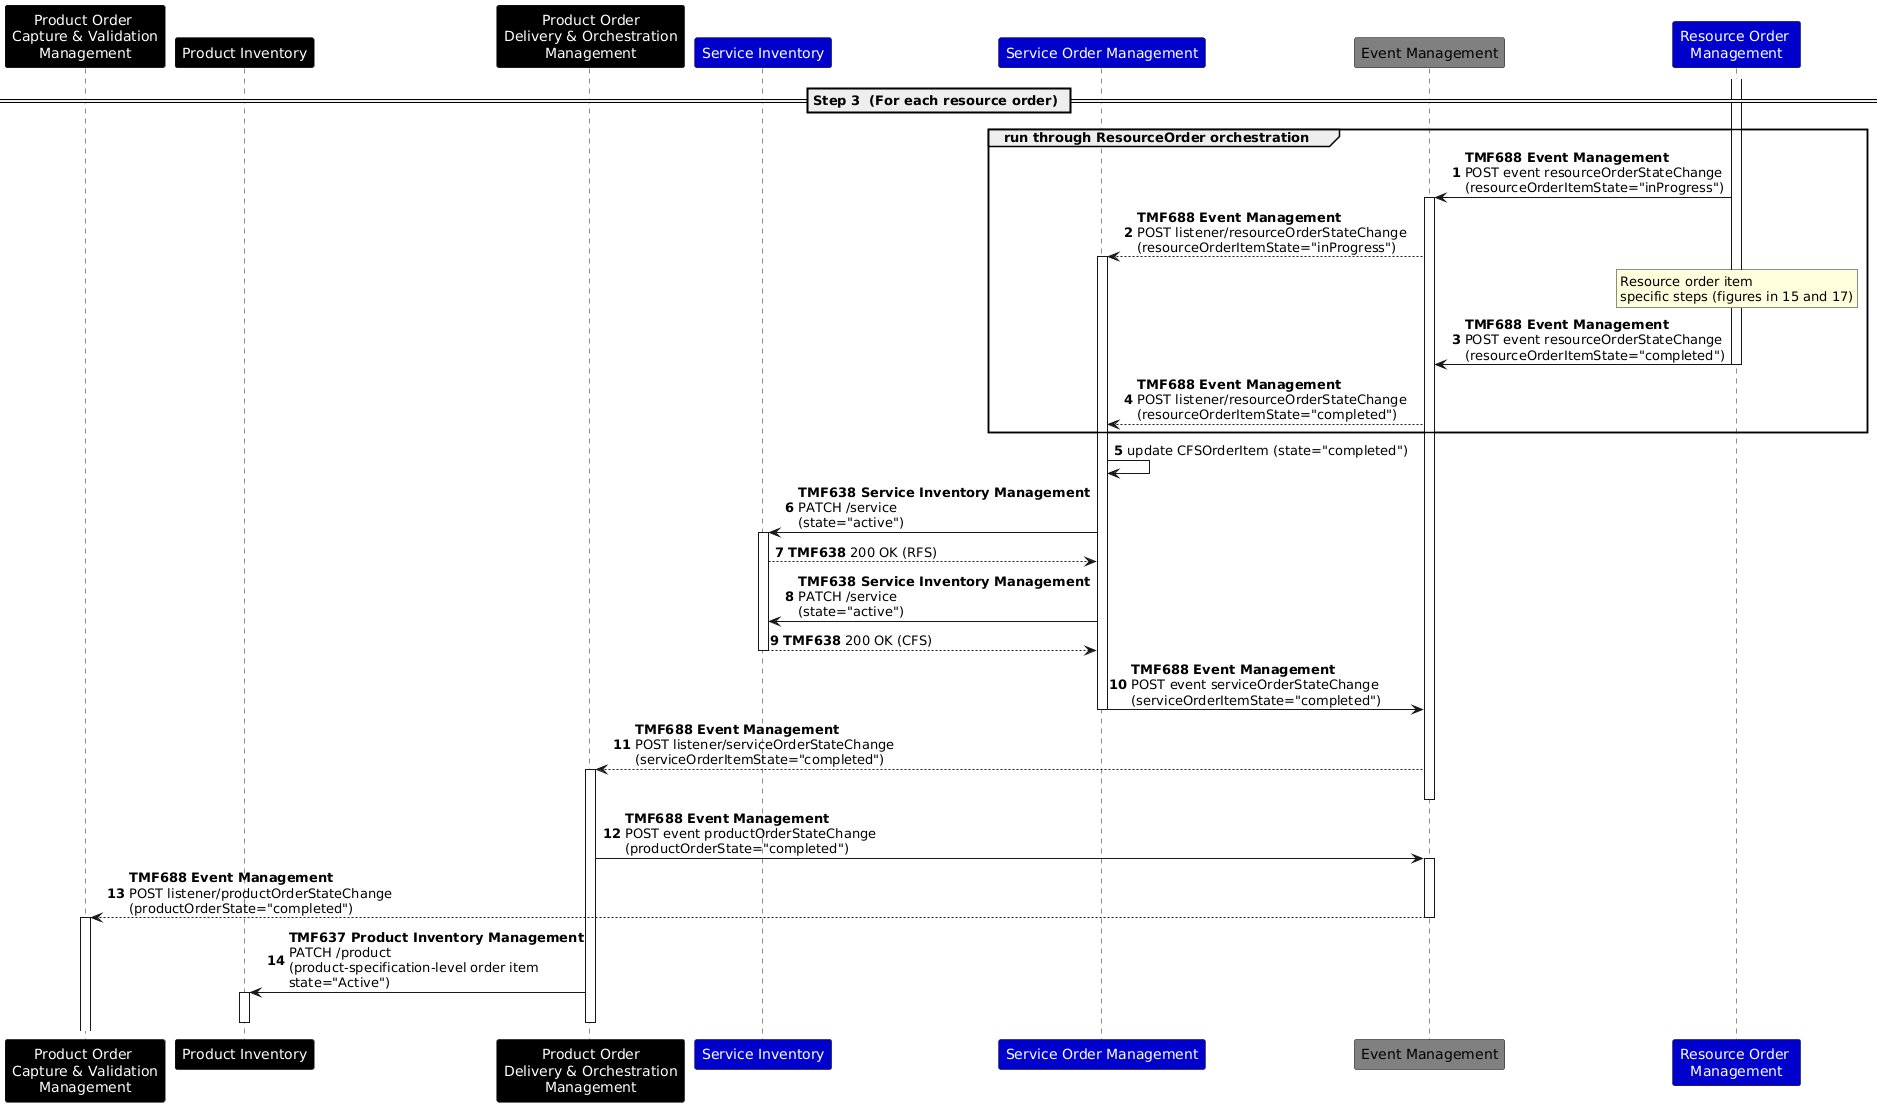 Product Order
Capture & Validation
Management
Product Inventory
Product Order
Delivery & Orchestration
Management
Service Inventory
Service Order Management
Event Management
Resource Order
Management
Step 3  (For each resource order)
run through ResourceOrder orchestration
TMF688 Event Management
1 POST event resourceOrderStateChange
(resourceOrderItemState="inProgress")
TMF688 Event Management
2 POST listener/resourceOrderStateChange
(resourceOrderItemState="inProgress")
Resource order item
specific steps (figures in 15 and 17)
TMF688 Event Management
3 POST event resourceOrderStateChange
(resourceOrderItemState="completed")
TMF688 Event Management
4 POST listener/resourceOrderStateChange
(resourceOrderItemState="completed")
5 update CFSOrderItem (state="completed")
TMF638 Service Inventory Management
6 PATCH /service
(state="active")
7 TMF638 200 OK (RFS)
TMF638 Service Inventory Management
8 PATCH /service
(state="active")
9 TMF638 200 OK (CFS)
TMF688 Event Management
10 POST event serviceOrderStateChange
(serviceOrderItemState="completed")
TMF688 Event Management
11 POST listener/serviceOrderStateChange
(serviceOrderItemState="completed")
TMF688 Event Management
12 POST event productOrderStateChange
(productOrderState="completed")
TMF688 Event Management
13 POST listener/productOrderStateChange
(productOrderState="completed")
TMF637 Product Inventory Management
PATCH /product
14 (product-specification-level order item
state="Active")
Product Order
Capture & Validation
Management
Product Inventory
Product Order
Delivery & Orchestration
Management
Service Inventory
Service Order Management
Event Management
Resource Order
Management